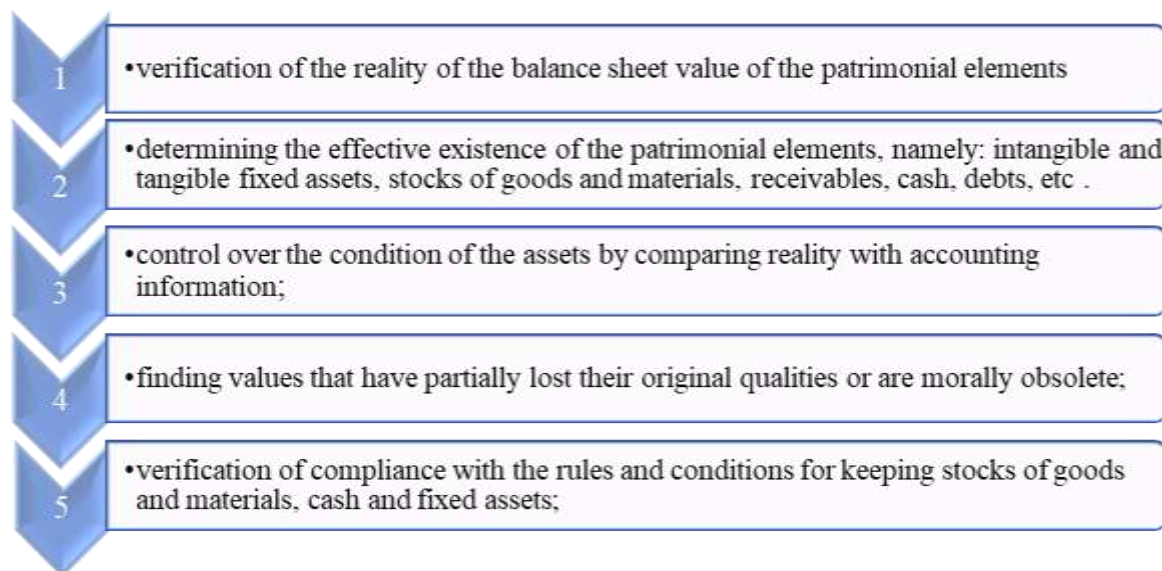 1
•verification of the reality of the balance sheet value of the patrimonial elements
2
•determining the effective existence of the patrimonial elements, namely: intangible and
tangible fixed assets, stocks of goods and materials, receivables, cash, debts, etc .
3
•control over the condition of the assets by comparing reality with accounting
information;
4
•finding values that have partially lost their original qualities or are morally obsolete;
5
•verification of compliance with the rules and conditions for keeping stocks of goods
and materials, cash and fixed assets;